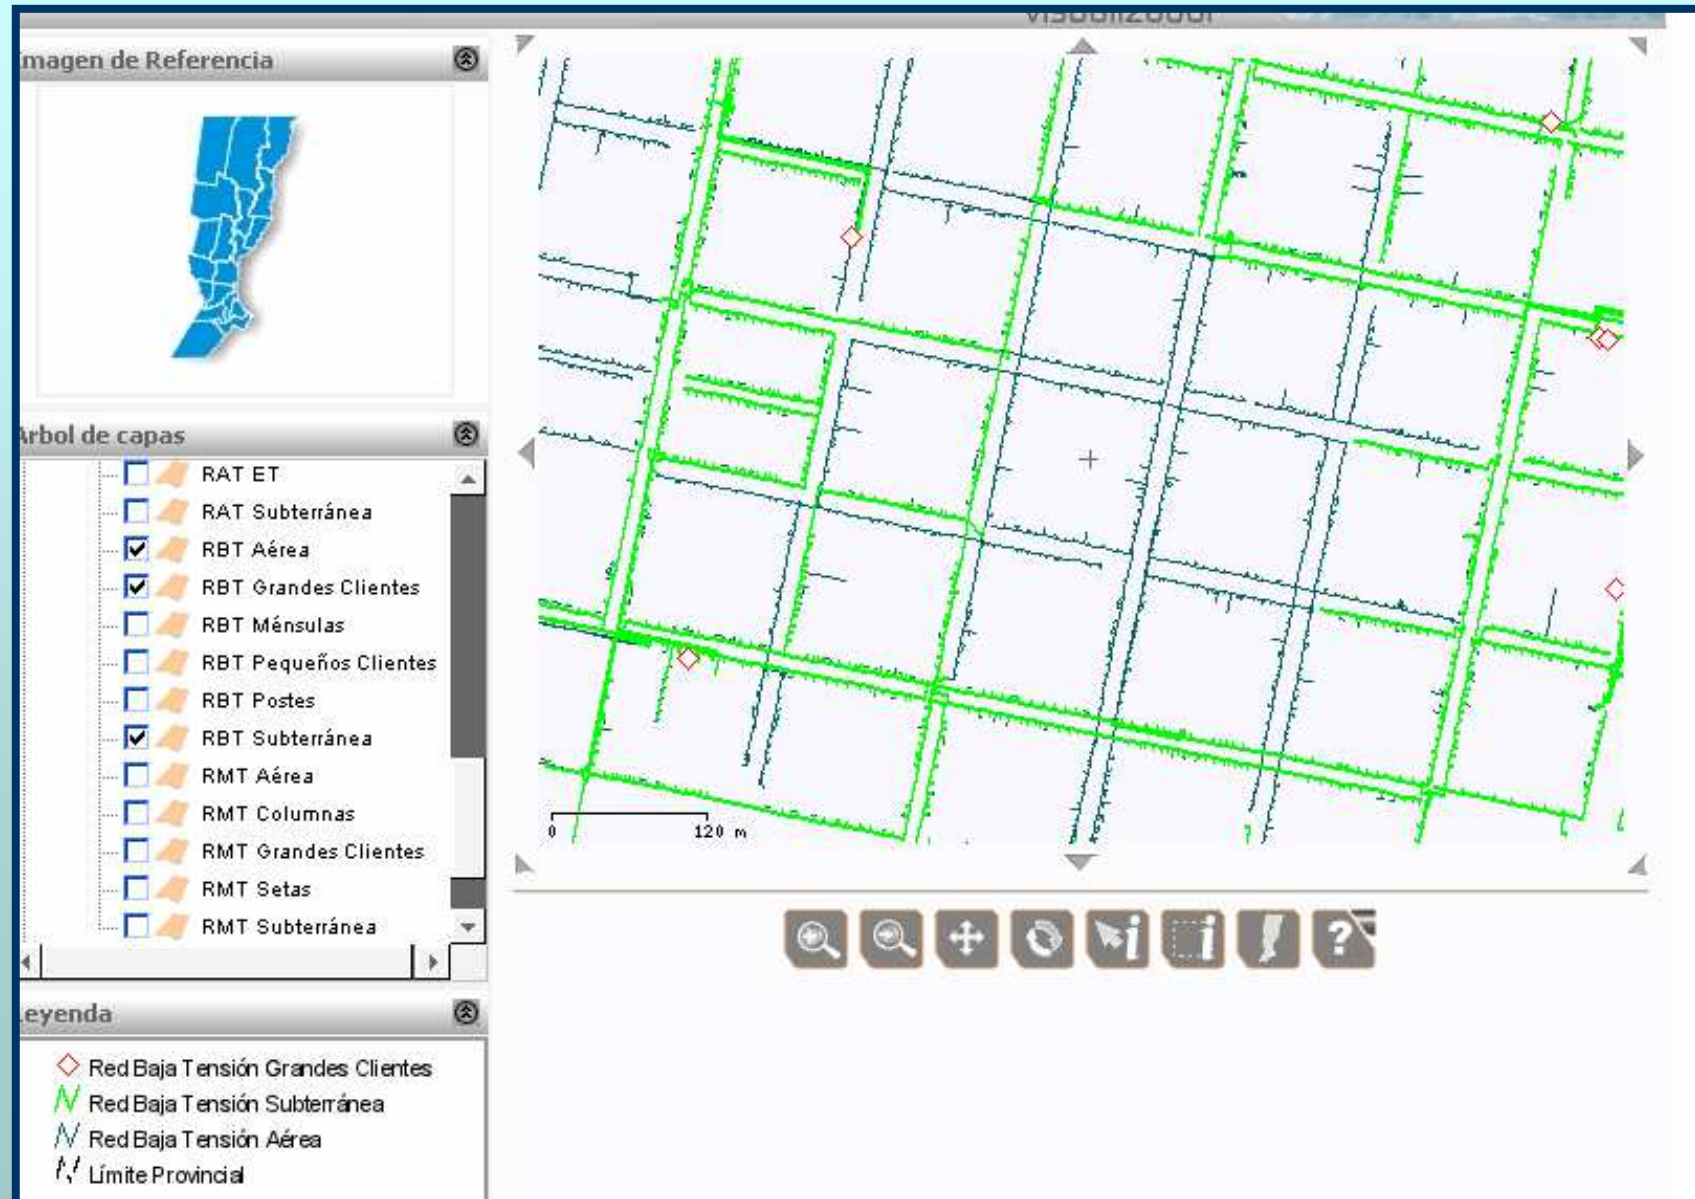 visualizador
magen de Referencia
Arbol de capas
RAT ET
RAT Subterránea
RBT Aérea
RBT Grandes Clientes
RBT Ménsulas
RBT Pequeños Clientes
RBT Postes
RBT Subterránea
RMT Aérea
RMT Columnas
RMT Grandes Clientes
RMT Setas
RMT Subterránea
eyenda
Red Baja Tensión Grandes Clientes
Red Baja Tensión Subterránea
Red Baja Tensión Aérea
Límite Provincial
0 120 m